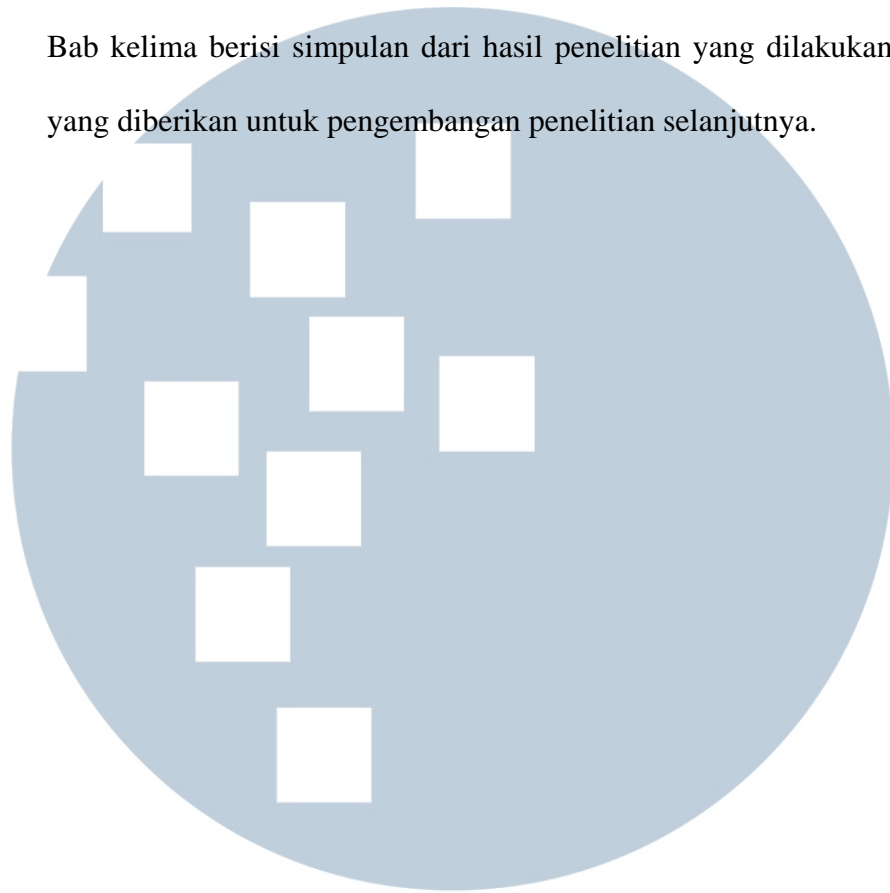 Bab kelima berisi simpulan dari hasil penelitian yang dilakukan
yang diberikan untuk pengembangan penelitian selanjutnya.